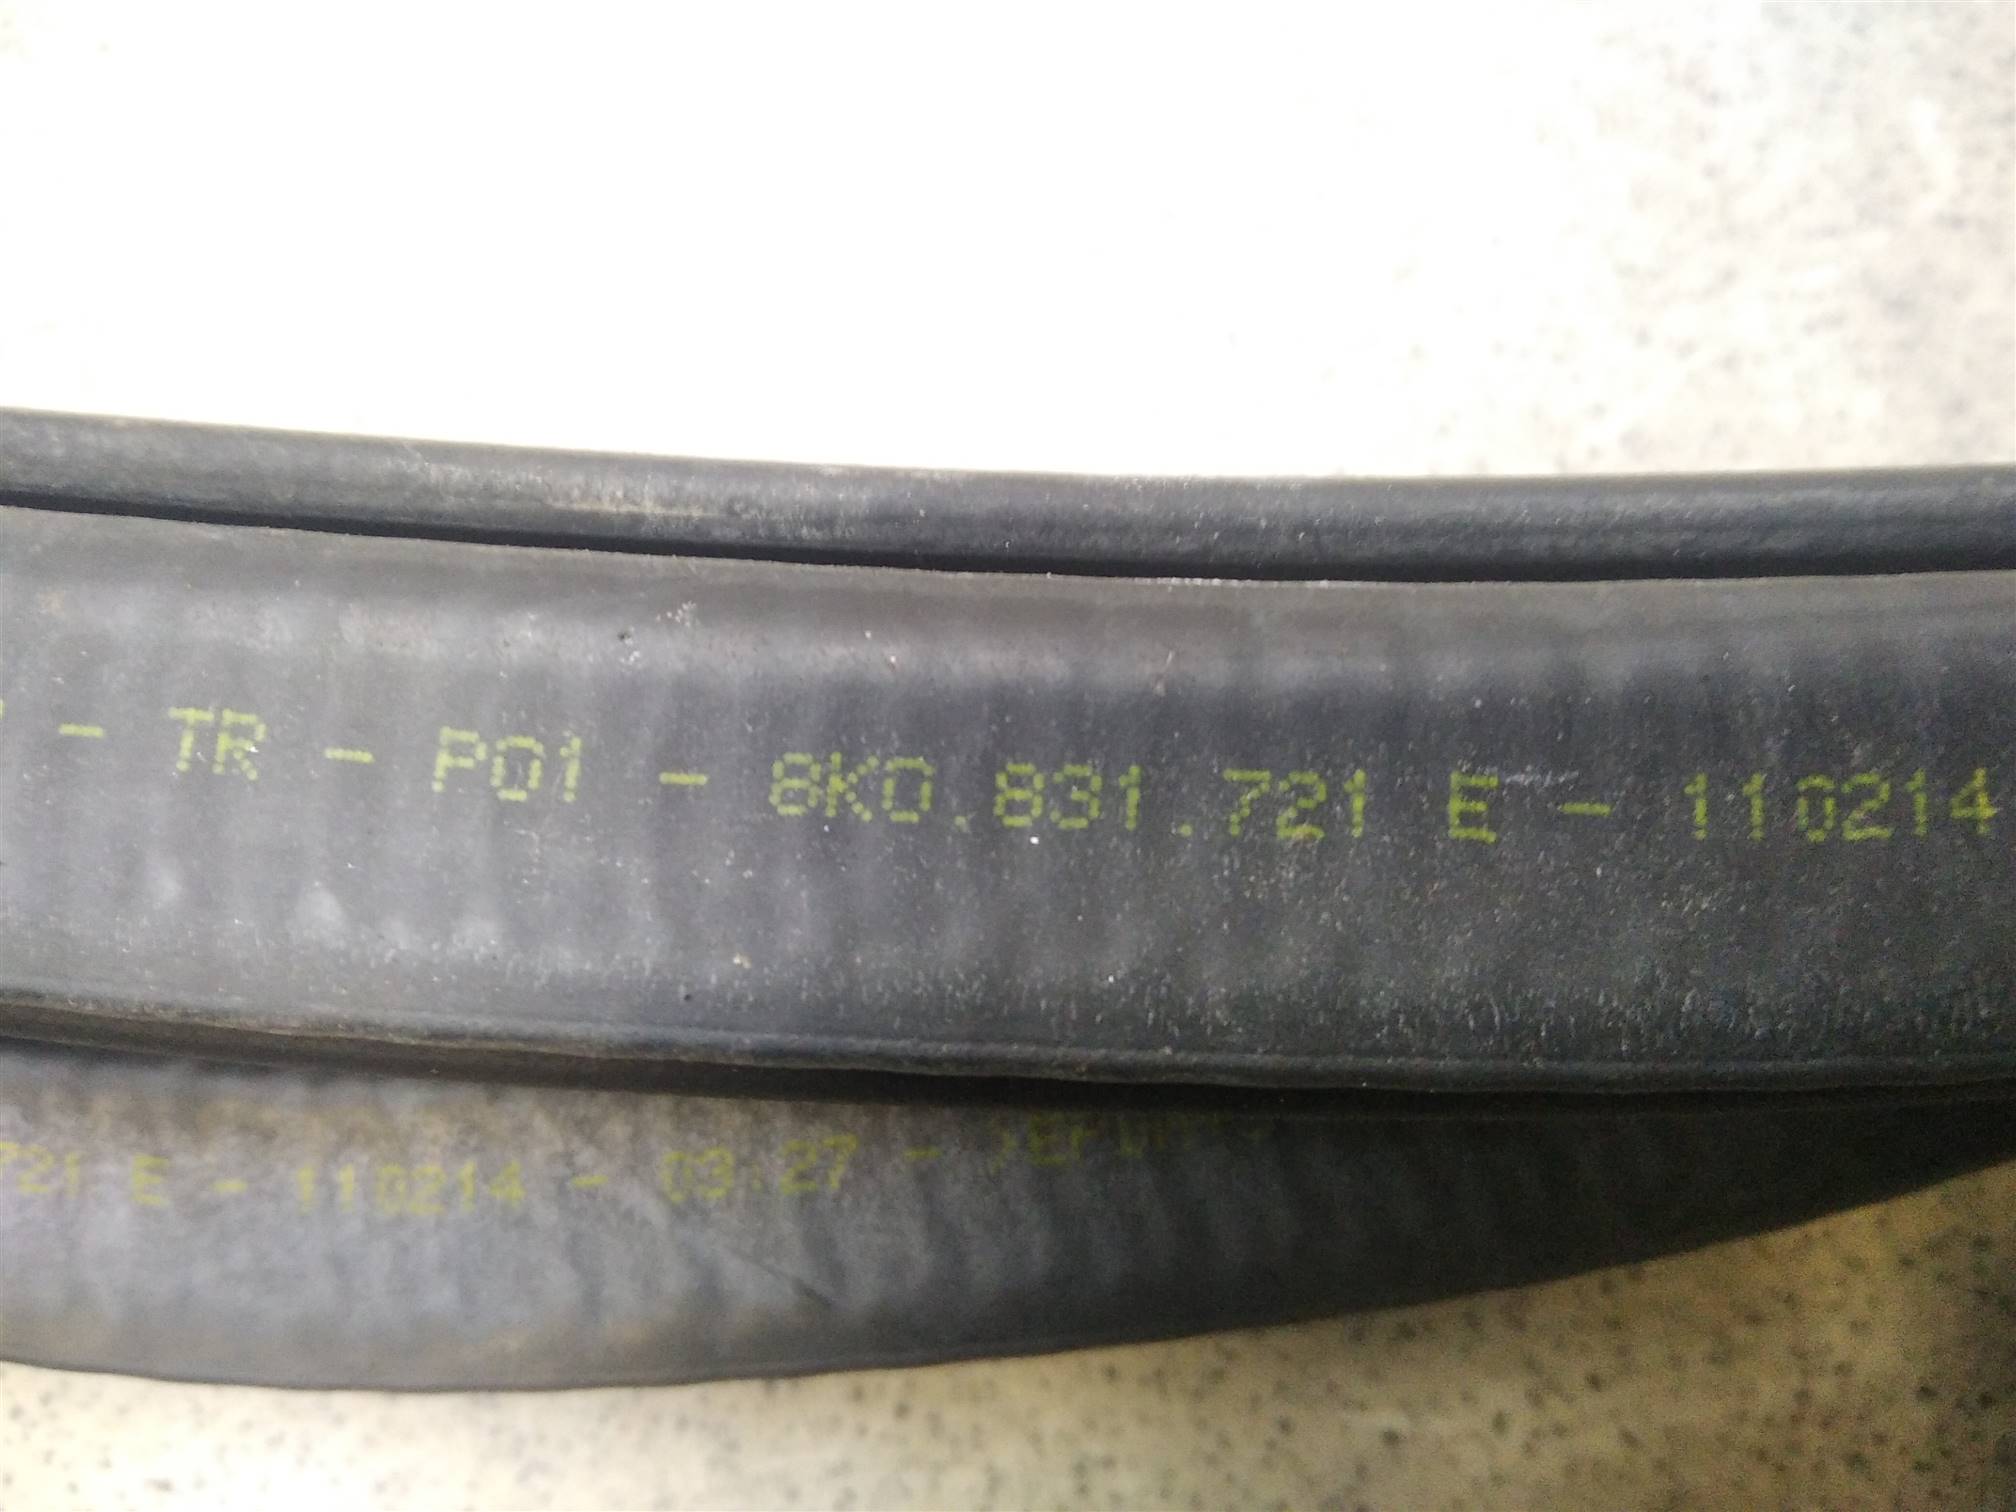 - TR - P01 - 8K0.831.721 E - 110214
721 E - 110214 - 03:27 -